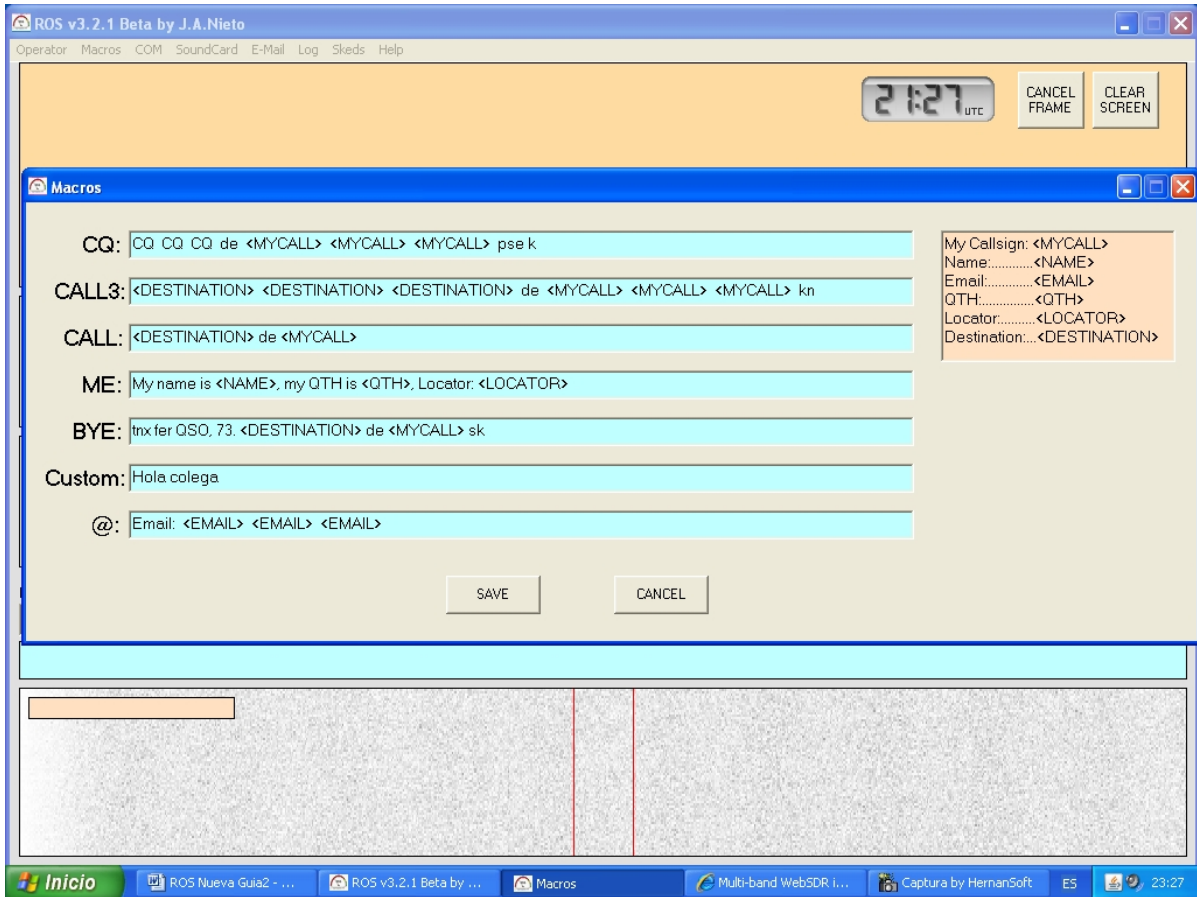 ROS v3.2.1 Beta by J.A.Nieto
Operator Macros COM SoundCard E-Mail Log Skeds Help
21:27 UTC
CANCEL FRAME
CLEAR SCREEN
Macros
CQ: CQ CQ CQ de <MYCALL> <MYCALL> <MYCALL> pse k
CALL3: <DESTINATION> <DESTINATION> <DESTINATION> de <MYCALL> <MYCALL> <MYCALL> kn
CALL: <DESTINATION> de <MYCALL>
ME: My name is <NAME>, my QTH is <QTH>, Locator: <LOCATOR>
BYE: tnx fer QSO, 73. <DESTINATION> de <MYCALL> sk
Custom: Hola colega
@: Email: <EMAIL> <EMAIL> <EMAIL>
My Callsign: <MYCALL>
Name:...........<NAME>
Email:............<EMAIL>
QTH:..............<QTH>
Locator:.........<LOCATOR>
Destination:...<DESTINATION>
SAVE CANCEL
Inicio ROS Nueva Guia2 - ... ROS v3.2.1 Beta by ... Macros Multi-band WebSDR i... Captura by HernanSoft ES 23:27